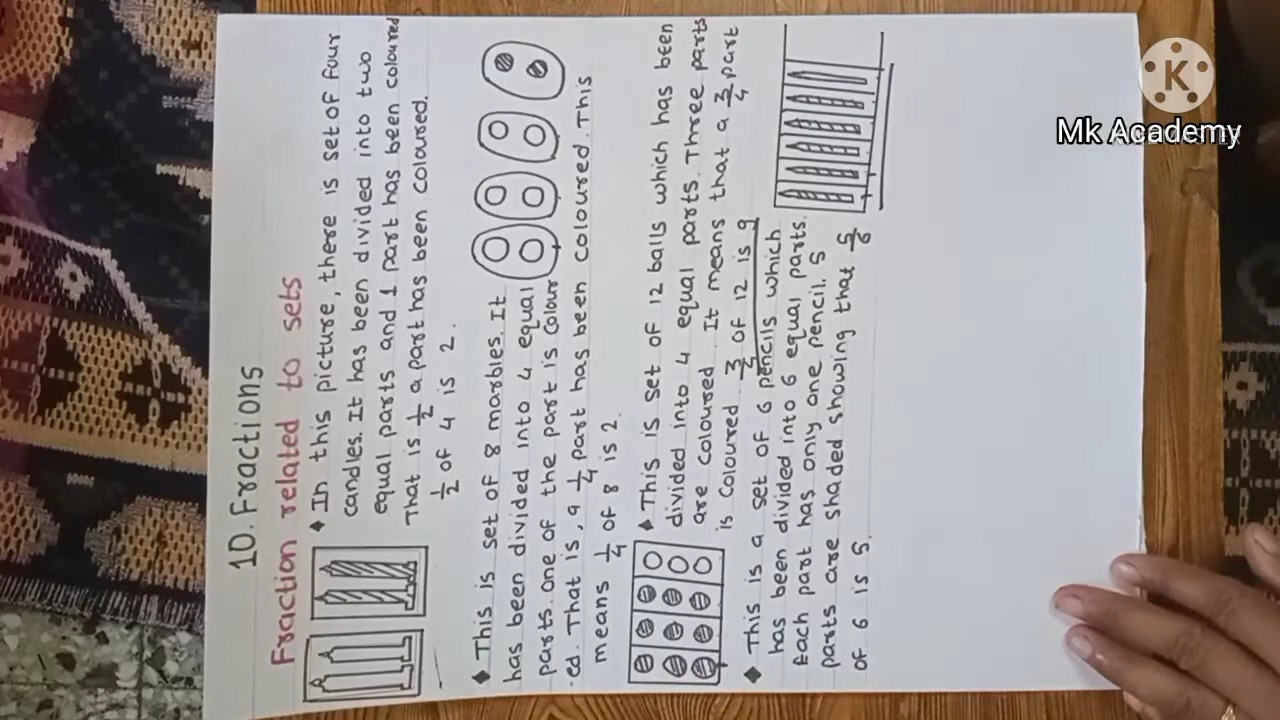 10. Fractions
Fraction related to sets
♦ In this picture, there is set of four
candles. It has been divided into two
equal parts and 1 part has been coloured
That is 1/2 a part has been coloured.
1/2 of 4 is 2.
♦ This is set of 8 marbles. It
has been divided into 4 equal
parts. one of the part is colour
-ed. That is, a 1/4 part has been coloured. This
means 1/4 of 8 is 2.
♦ This is set of 12 balls which has been
divided into 4 equal parts. Three parts
are coloured. It means that a 3/4 part
is coloured 3/4 of 12 is 9
♦ This is a set of 6 pencils which
has been divided into 6 equal parts.
Each part has only one pencil. 5
parts are shaded showing that 5/6
of 6 is 5.
K
Mk Academy